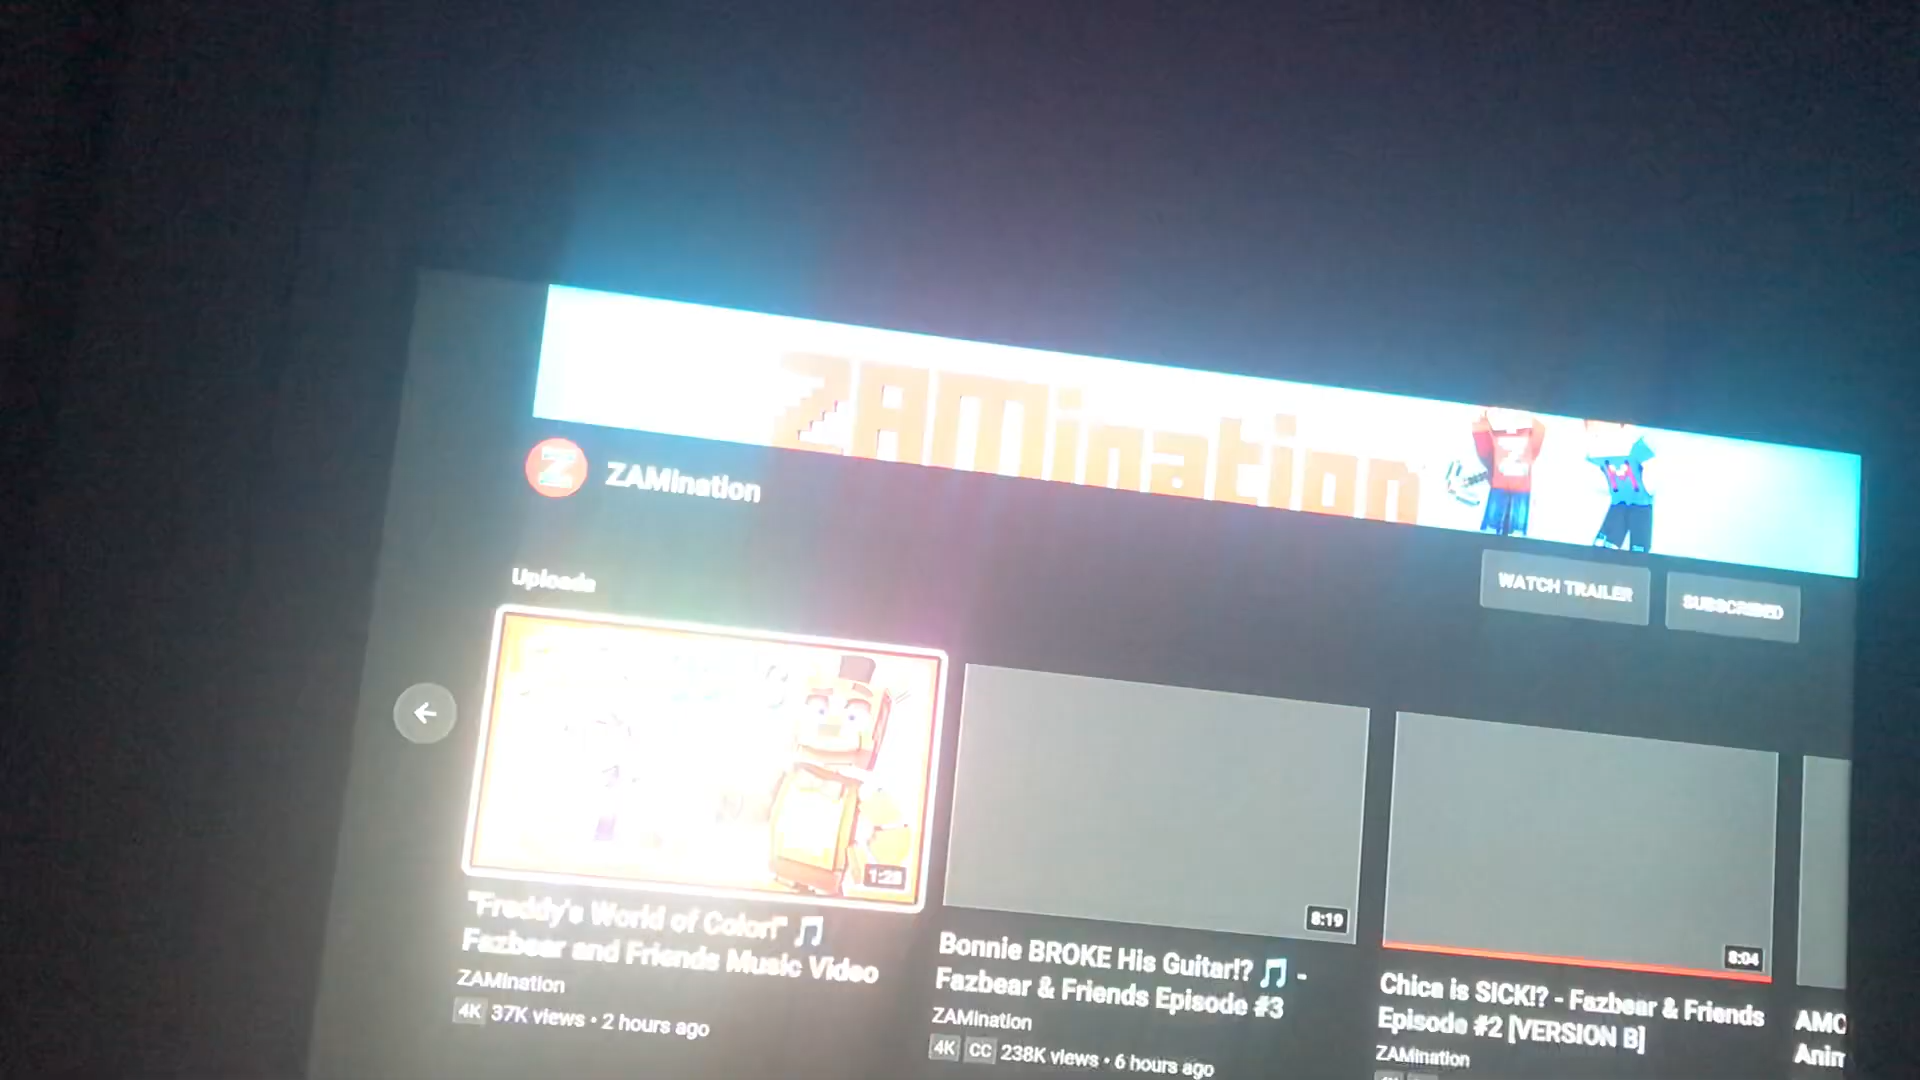 ZAMination
Z
ZAMination
WATCH TRAILER
SUBSCRIBED
Uploads
1:28
"Freddy's World of Color!" 🎵
Fazbear and Friends Music Video
ZAMination
4K 37K views • 2 hours ago
8:19
Bonnie BROKE His Guitar!? 🎵 -
Fazbear & Friends Episode #3
ZAMination
4K CC 238K views • 6 hours ago
8:04
Chica is SICK!? - Fazbear & Friends
Episode #2 [VERSION B]
ZAMination